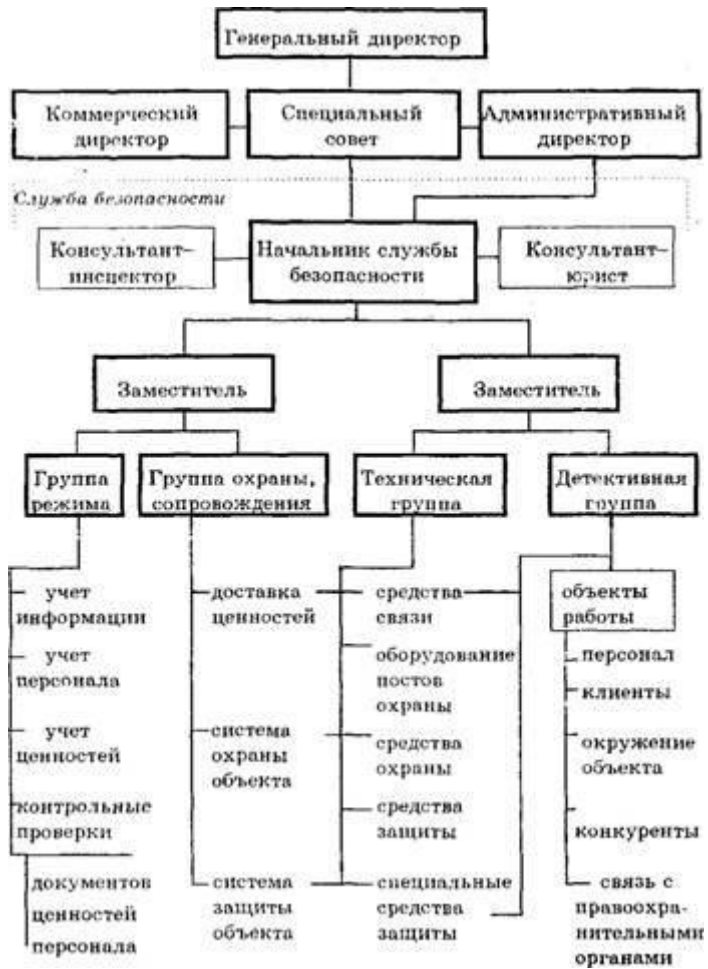 Генеральный директор
Коммерческий
директор
Специальный
совет
Административный
директор
Служба безопасности
Консультант–
инспектор
Начальник службы
безопасности
Консультант–
юрист
Заместитель
Заместитель
Группа
режима
Группа охраны,
сопровождения
Техническая
группа
Детективная
группа
учет
информации
учет
персонала
учет
ценностей
контрольные
проверки
документов
ценностей
персонала
доставка
ценностей
система
охраны
объекта
система
защиты
объекта
средства
связи
оборудование
постов
охраны
средства
охраны
средства
защиты
специальные
средства
защиты
объекты
работы
персонал
клиенты
окружение
объекта
конкуренты
связь с
правоохра-
нительными
органами